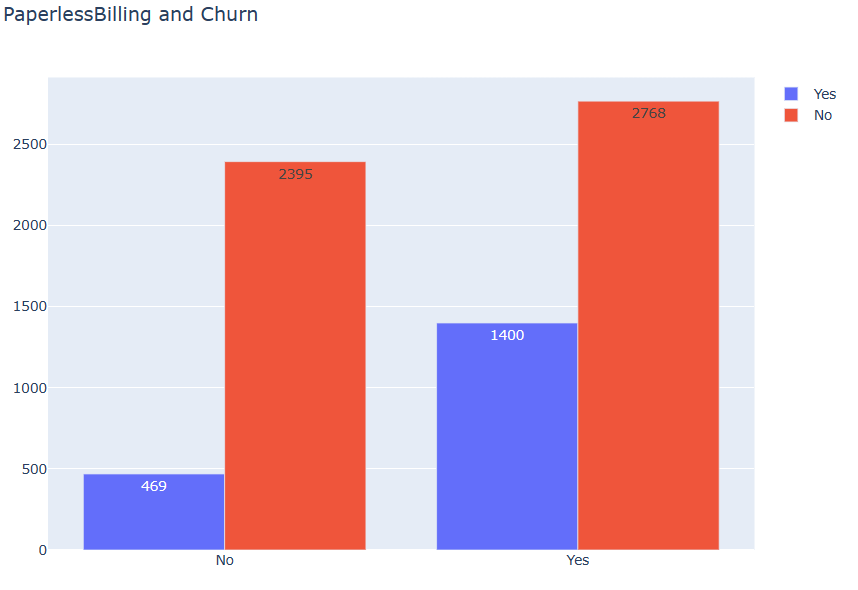 PaperlessBilling and Churn
Yes
No
2500
2000
1500
1000
500
0
2768
2395
1400
469
No
Yes